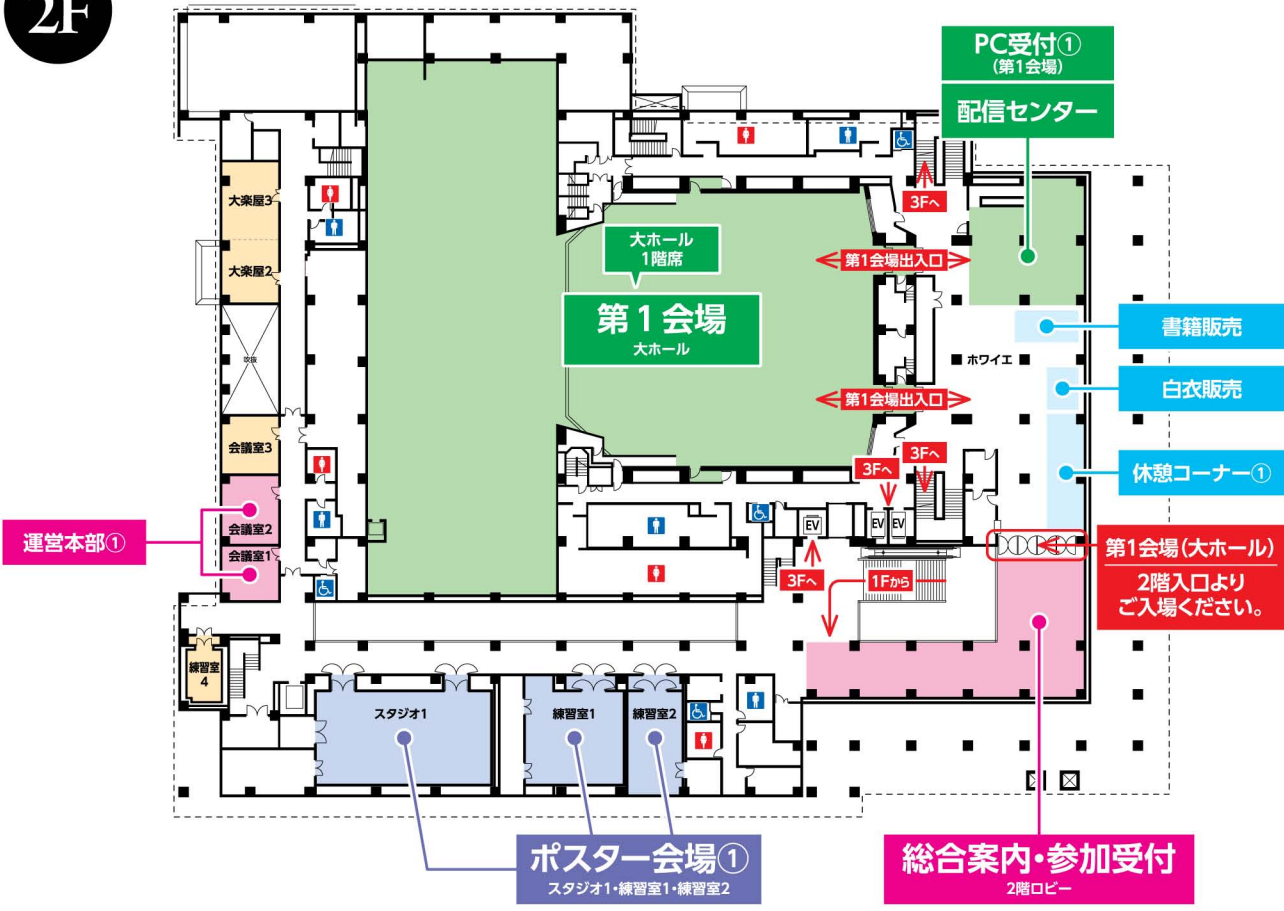 2F
PC受付①
(第1会場)
配信センター
3Fへ
大楽屋3
大楽屋2
大ホール
1階席
第1会場
大ホール
第1会場出入口
書籍販売
ホワイエ
吹抜
白衣販売
第1会場出入口
会議室3
3Fへ
3Fへ
休憩コーナー①
会議室2
運営本部①
会議室1
EV
EV
EV
第1会場(大ホール)
2階入口より
ご入場ください。
3Fへ
1Fから
練習室
4
スタジオ1
練習室1
練習室2
ポスター会場①
スタジオ1・練習室1・練習室2
総合案内・参加受付
2階ロビー